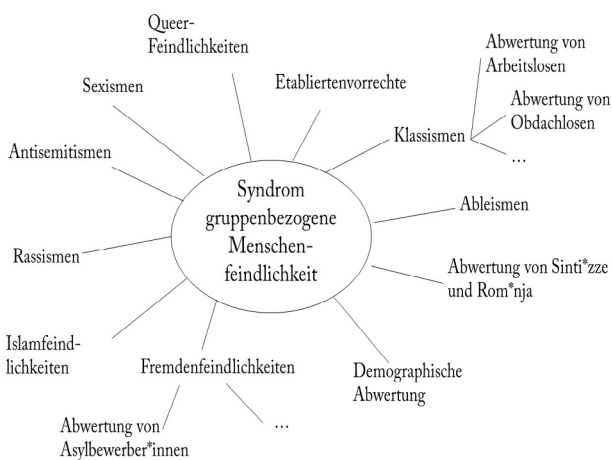 Queer-
Feindlichkeiten
Abwertung von
Arbeitslosen
Sexismen
Etabliertenvorrechte
Abwertung von
Obdachlosen
Klassismen
...
Antisemitismen
Syndrom
gruppenbezogene
Menschen-
feindlichkeit
Ableismen
Rassismen
Abwertung von Sinti*zze
und Rom*nja
Islamfeind-
lichkeiten
Fremdenfeindlichkeiten
Demographische
Abwertung
Abwertung von
Asylbewerber*innen
...